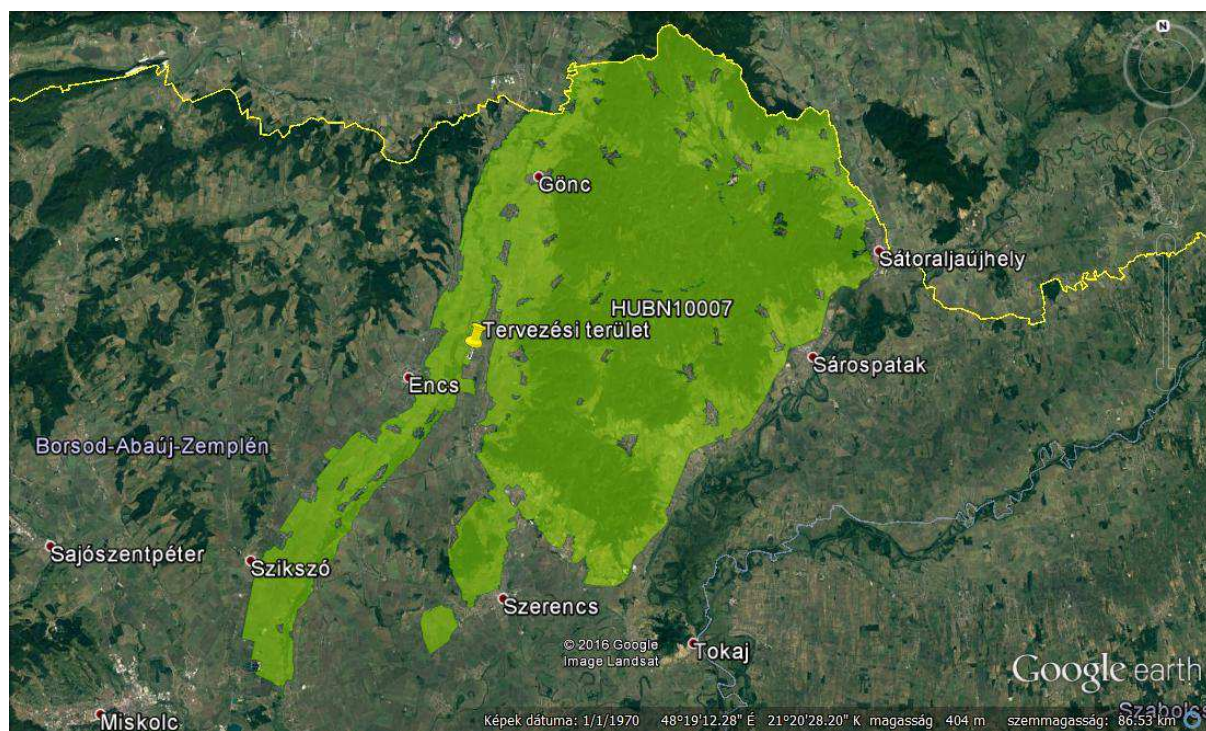 N
Gönc
Sátoraljaújhely
HUBN10007
Tervezési terület
Sárospatak
Encs
Borsod-Abaúj-Zemplén
Sajószentpéter
Szikszó
Szerencs
© 2016 Google
Image Landsat
Tokaj
Google earth
Miskolc
Szabolcs
Képek dátuma: 1/1/1970 48°19'12.28" É 21°20'28.20" K magasság 404 m szemmagasság: 86.53 km